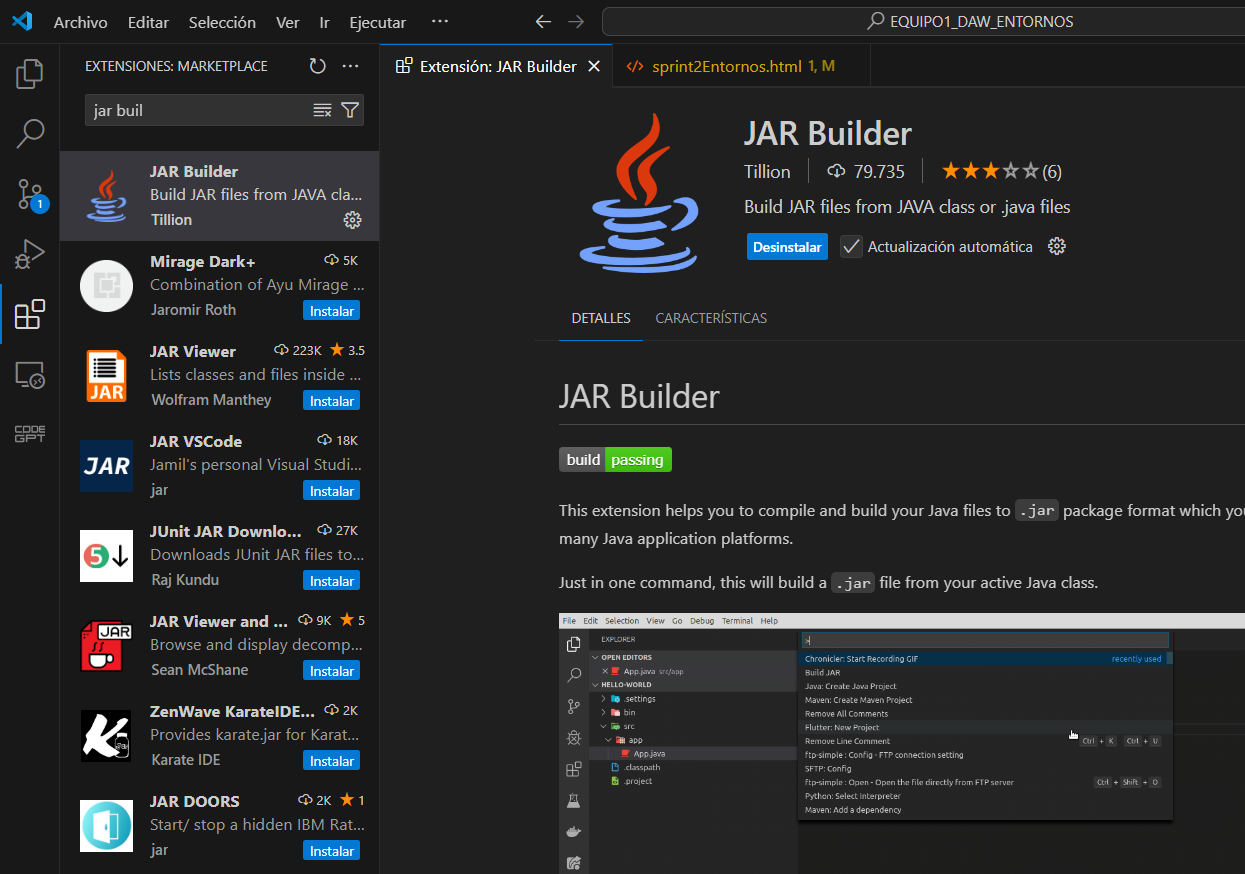 Archivo Editar Selección Ver Ir Ejecutar ···
EQUIPO1_DAW_ENTORNOS
EXTENSIONES: MARKETPLACE
jar buil
JAR Builder
Build JAR files from JAVA cla...
Tillion
Mirage Dark+ 5K
Combination of Ayu Mirage ...
Jaromir Roth Instalar
JAR Viewer 223K 3.5
Lists classes and files inside ...
Wolfram Manthey Instalar
JAR
JAR VSCode 18K
Jamil's personal Visual Studi...
jar Instalar
JAR
JUnit JAR Downlo... 27K
Downloads JUnit JAR files to...
Raj Kundu Instalar
5
JAR Viewer and ... 9K 5
Browse and display decomp...
Sean McShane Instalar
JAR
ZenWave KarateIDE... 2K
Provides karate.jar for Karat...
Karate IDE Instalar
JAR DOORS 2K 1
Start/ stop a hidden IBM Rat...
jar Instalar
1
CODE
GPT
Extensión: JAR Builder
sprint2Entornos.html 1, M
JAR Builder
Tillion 79.735 (6)
Build JAR files from JAVA class or .java files
Desinstalar Actualización automática
DETALLES CARACTERÍSTICAS
JAR Builder
build passing
This extension helps you to compile and build your Java files to .jar package format which you
many Java application platforms.
Just in one command, this will build a .jar file from your active Java class.
File Edit Selection View Go Debug Terminal Help
EXPLORER
OPEN EDITORS
App.java src/app
HELLO-WORLD
.settings
bin
src
app
App.java
.classpath
.project
>
Chronicler: Start Recording GIF recently used
Build JAR
Java: Create Java Project
Maven: Create Maven Project
Remove All Comments
Flutter: New Project
Remove Line Comment Ctrl + K Ctrl + U
ftp-simple : Config - FTP connection setting
SFTP: Config
ftp-simple : Open - Open the file directly from FTP server Ctrl + Shift + O
Python: Select Interpreter
Maven: Add a dependency